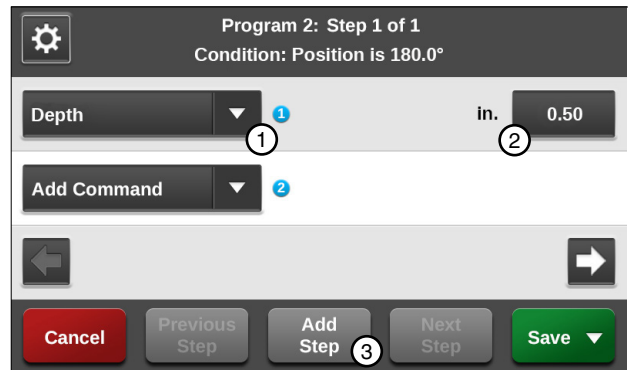 Program 2: Step 1 of 1
Condition: Position is 180.0°
Depth 1 in. 0.50
1 2
Add Command 2
Cancel Previous Step Add Step Next Step Save
3